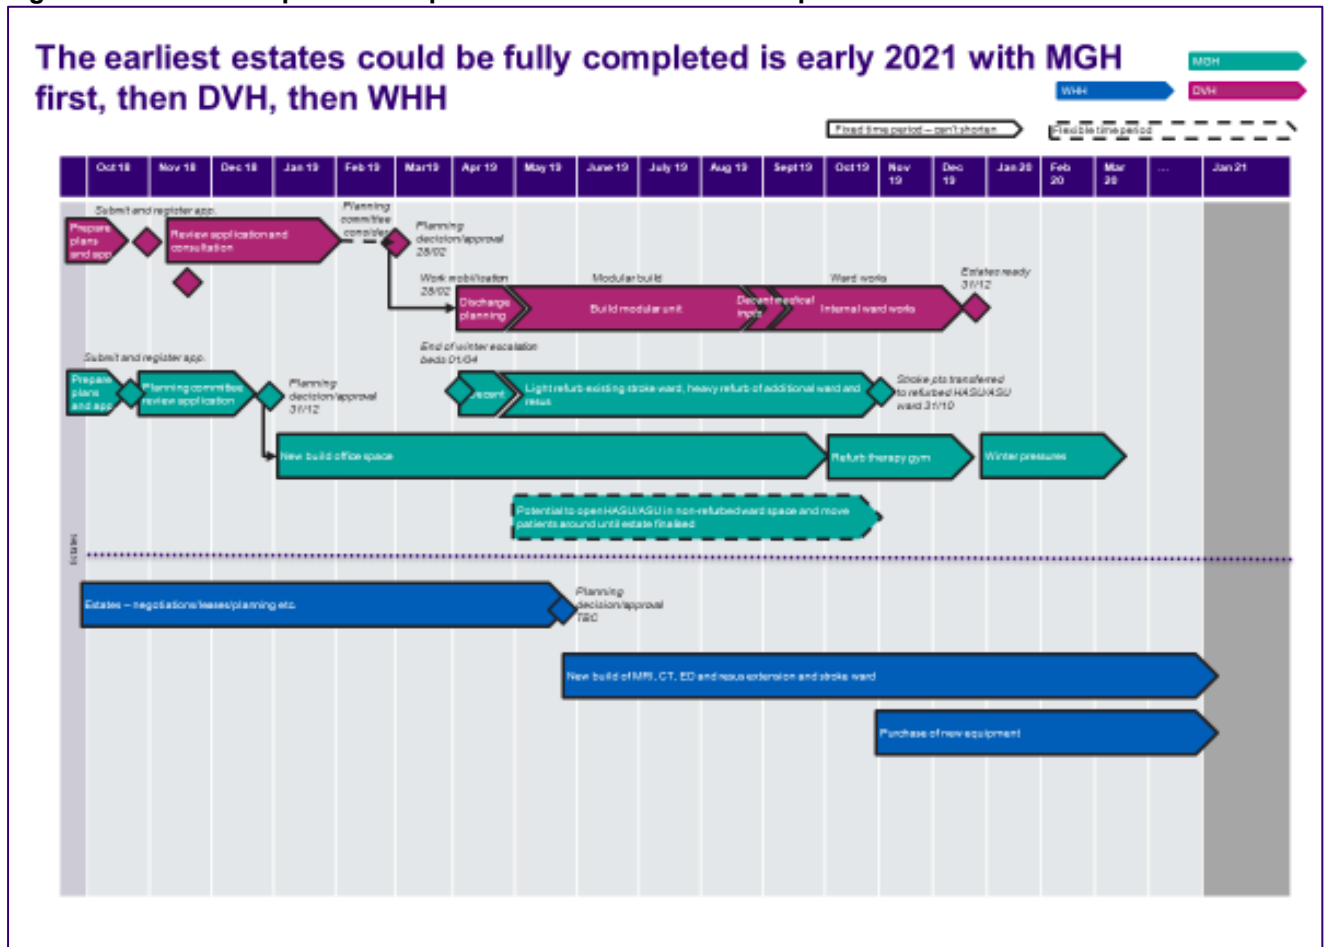 The earliest estates could be fully completed is early 2021 with MGH
first, then DVH, then WHH
MGH
WHH
DVH
Fixed time period – can't shorten
Flexible time period
Oct 18
Nov 18
Dec 18
Jan 19
Feb 19
Mar19
Apr 19
May 19
June 19
July 19
Aug 19
Sept 19
Oct 19
Nov
19
Dec
19
Jan 20
Feb
20
Mar
20
...
Jan 21
Submit and register app.
Prepare
plans
and app
Review application and
consultation
Planning
committee
consider
Planning
decision/approval
28/02
Work mobilisation
28/02
Modular build
Ward works
Estates ready
31/12
Discharge
planning
Build modular unit
Decant medical
inpts
Internal ward works
End of winter escalation
beds 01/04
Submit and register app.
Prepare
plans
and app
Planning committee
review application
Planning
decision/approval
31/12
Decant
Light refurb existing stroke ward, heavy refurb of additional ward and
resus
Stroke pts transferred
to refurbed HASU/ASU
ward 31/10
New build office space
Refurb therapy gym
Winter pressures
Potential to open HASU/ASU in non-refurbed ward space and move
patients around until estate finalised
Estates
Estates – negotiations/leases/planning etc.
Planning
decision/approval
TBC
New build of MRI, CT, ED and resus extension and stroke ward
Purchase of new equipment